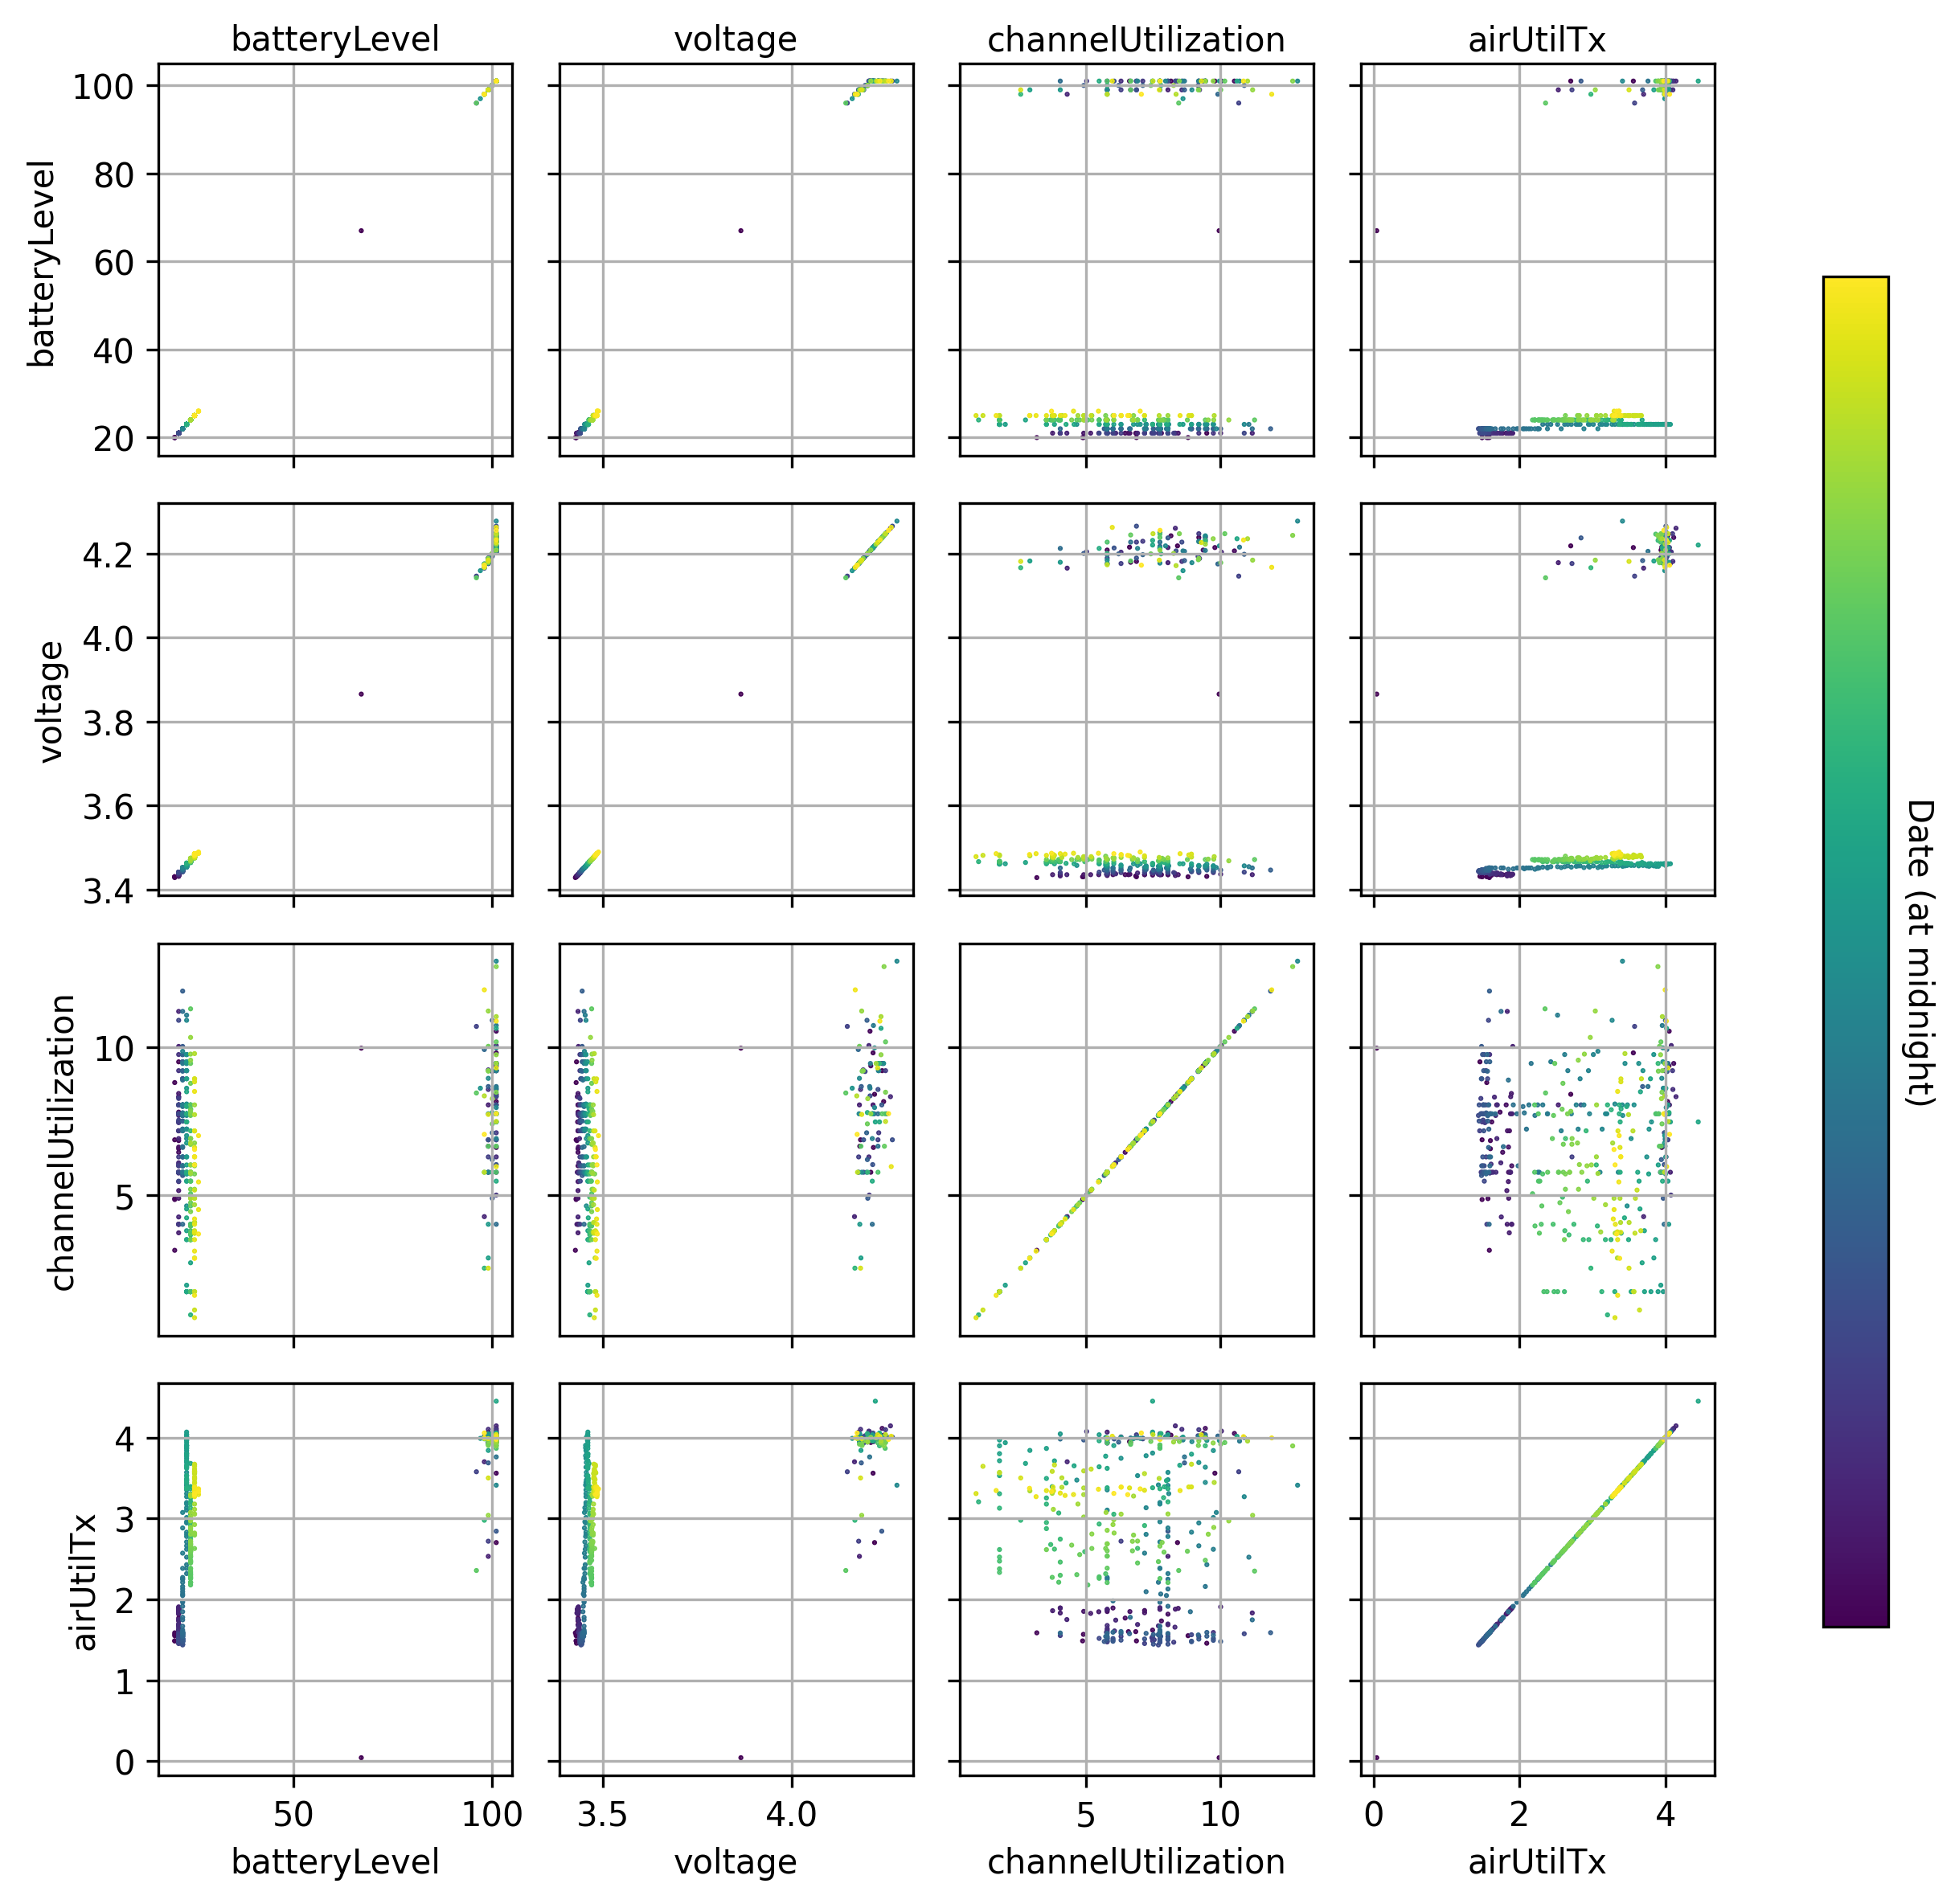 batteryLevel voltage channelUtilization airUtilTx
100
80
60
40
20
batteryLevel
4.2
4.0
3.8
3.6
3.4
voltage
10
5
channelUtilization
4
3
2
1
0
airUtilTx
50 100 3.5 4.0 5 10 0 2 4
batteryLevel voltage channelUtilization airUtilTx
Date (at midnight)